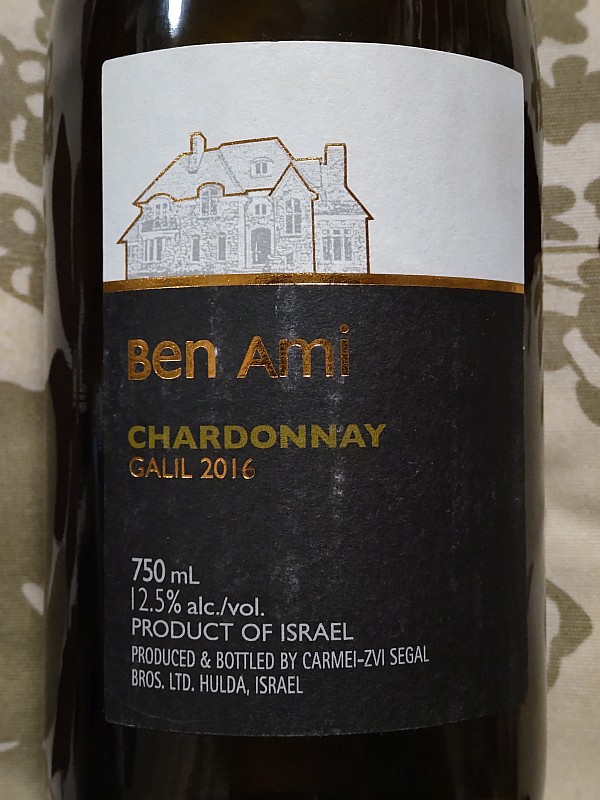 Ben Ami
CHARDONNAY
GALIL 2016
750 mL
12.5% alc./vol.
PRODUCT OF ISRAEL
PRODUCED & BOTTLED BY CARMEI-ZVI SEGAL
BROS. LTD. HULDA, ISRAEL